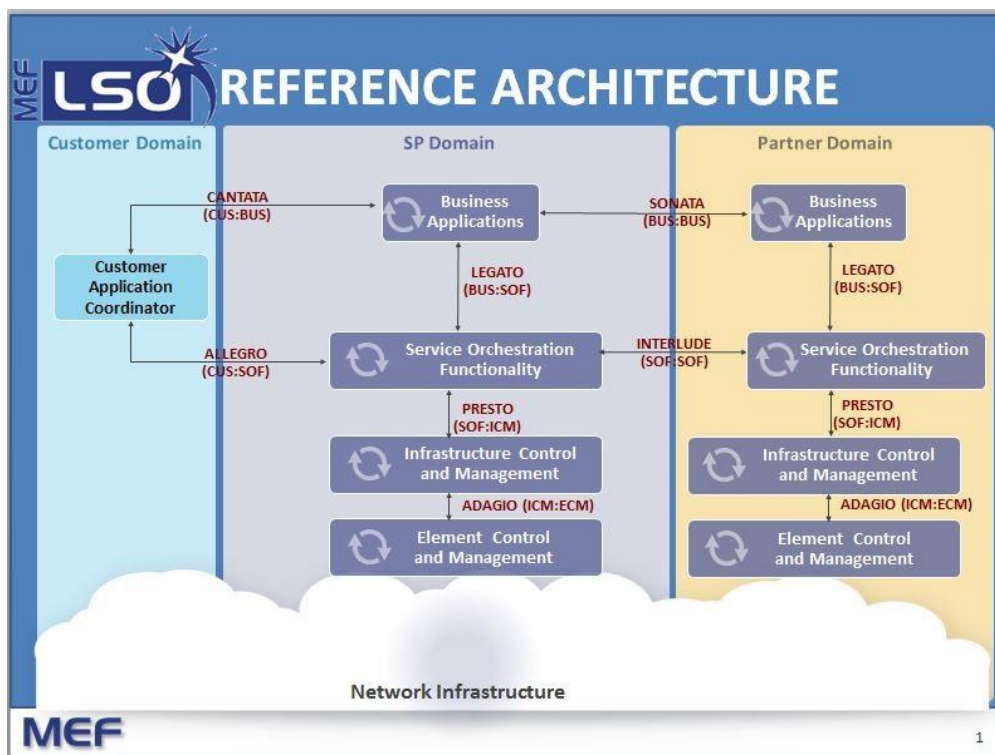 MEF
LSO
REFERENCE ARCHITECTURE
Customer Domain
SP Domain
Partner Domain
CANTATA
(CUS:BUS)
Business
Applications
SONATA
(BUS:BUS)
Business
Applications
Customer
Application
Coordinator
LEGATO
(BUS:SOF)
LEGATO
(BUS:SOF)
ALLEGRO
(CUS:SOF)
Service Orchestration
Functionality
INTERLUDE
(SOF:SOF)
Service Orchestration
Functionality
PRESTO
(SOF:ICM)
PRESTO
(SOF:ICM)
Infrastructure Control
and Management
Infrastructure Control
and Management
ADAGIO (ICM:ECM)
ADAGIO (ICM:ECM)
Element Control
and Management
Element Control
and Management
Network Infrastructure
MEF
1